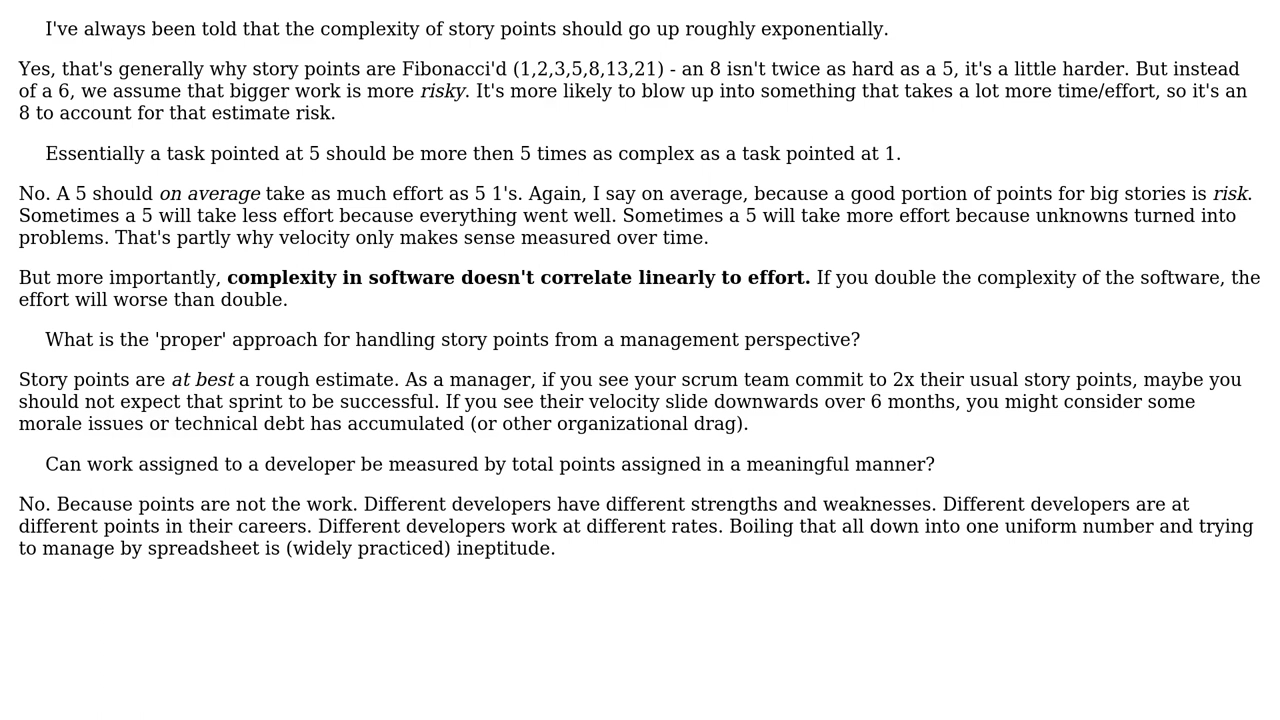 I've always been told that the complexity of story points should go up roughly exponentially.
Yes, that's generally why story points are Fibonacci'd (1,2,3,5,8,13,21) - an 8 isn't twice as hard as a 5, it's a little harder. But instead
of a 6, we assume that bigger work is more risky. It's more likely to blow up into something that takes a lot more time/effort, so it's an
8 to account for that estimate risk.
Essentially a task pointed at 5 should be more then 5 times as complex as a task pointed at 1.
No. A 5 should on average take as much effort as 5 1's. Again, I say on average, because a good portion of points for big stories is risk.
Sometimes a 5 will take less effort because everything went well. Sometimes a 5 will take more effort because unknowns turned into
problems. That's partly why velocity only makes sense measured over time.
But more importantly, complexity in software doesn't correlate linearly to effort. If you double the complexity of the software, the
effort will worse than double.
What is the 'proper' approach for handling story points from a management perspective?
Story points are at best a rough estimate. As a manager, if you see your scrum team commit to 2x their usual story points, maybe you
should not expect that sprint to be successful. If you see their velocity slide downwards over 6 months, you might consider some
morale issues or technical debt has accumulated (or other organizational drag).
Can work assigned to a developer be measured by total points assigned in a meaningful manner?
No. Because points are not the work. Different developers have different strengths and weaknesses. Different developers are at
different points in their careers. Different developers work at different rates. Boiling that all down into one uniform number and trying
to manage by spreadsheet is (widely practiced) ineptitude.